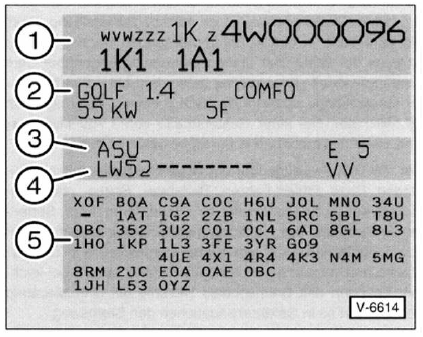 1 WVWZZZ 1K Z 4W000096
1K1 1A1
2 GOLF 1.4 COMFO
55 KW 5F
3 ASU E 5
4 LW52-------- VV
X0F B0A C9A C0C H6U J0L MN0 34U
– 1AT 1G2 2ZB 1NL 5RC 5BL T8U
5 0BC 352 3U2 C01 0C4 6AD 8GL 8L3
1H0 1KP 1L3 3FE 3YR G09
4UE 4X1 4R4 4K3 N4M 5MG
8RM 2JC E0A 0AE 0BC
1JH L53 0YZ
V-6614